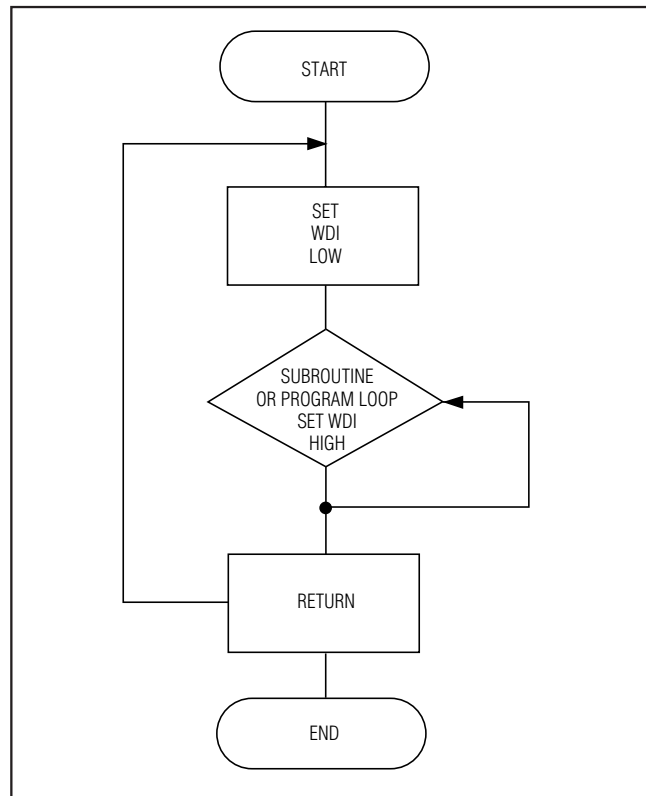 START
SET
WDI
LOW
SUBROUTINE
OR PROGRAM LOOP
SET WDI
HIGH
RETURN
END